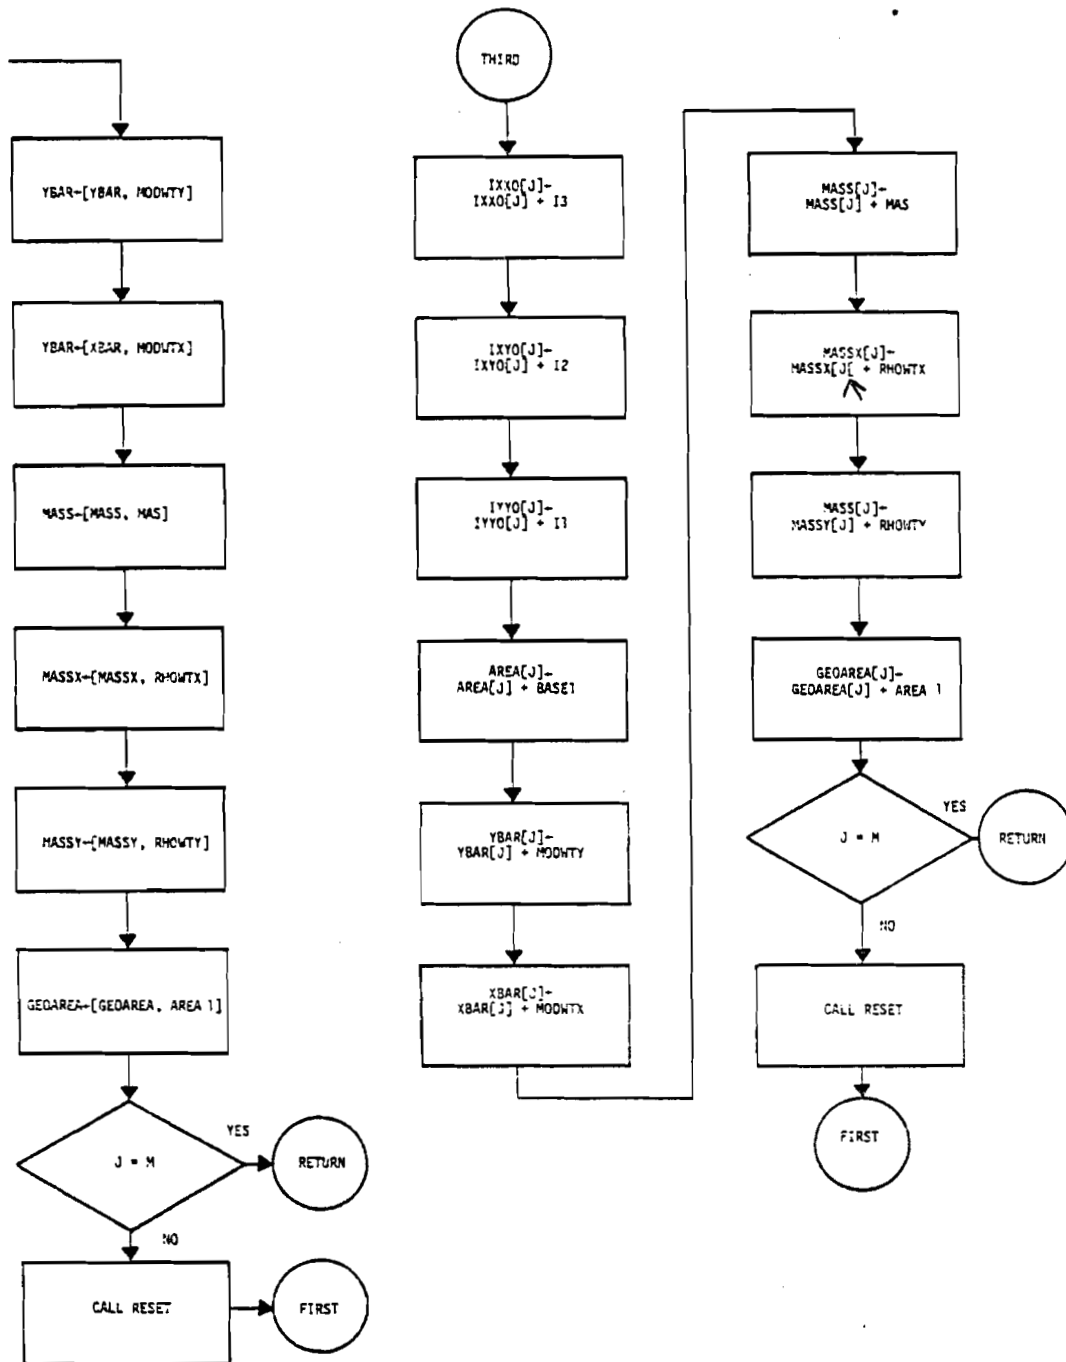 YBAR←[YBAR, MODWTY]
YBAR←[XBAR, MODWTX]
MASS←[MASS, MAS]
MASSX←[MASSX, RHOWTX]
MASSY←[MASSY, RHOWTY]
GEOAREA←[GEOAREA, AREA 1]
J = M
YES
RETURN
NO
CALL RESET
FIRST
THIRD
IXXO[J]←
IXXO[J] + I3
IXYO[J]←
IXYO[J] + I2
IYYO[J]←
IYYO[J] + I1
AREA[J]←
AREA[J] + BASE1
YBAR[J]←
YBAR[J] + MODWTY
XBAR[J]←
XBAR[J] + MODWTX
MASS[J]←
MASS[J] + MAS
MASSX[J]←
MASSX[J[ + RHOWTX
MASS[J]←
MASSY[J] + RHOWTY
GEOAREA[J]←
GEOAREA[J] + AREA 1
J = M
YES
RETURN
NO
CALL RESET
FIRST